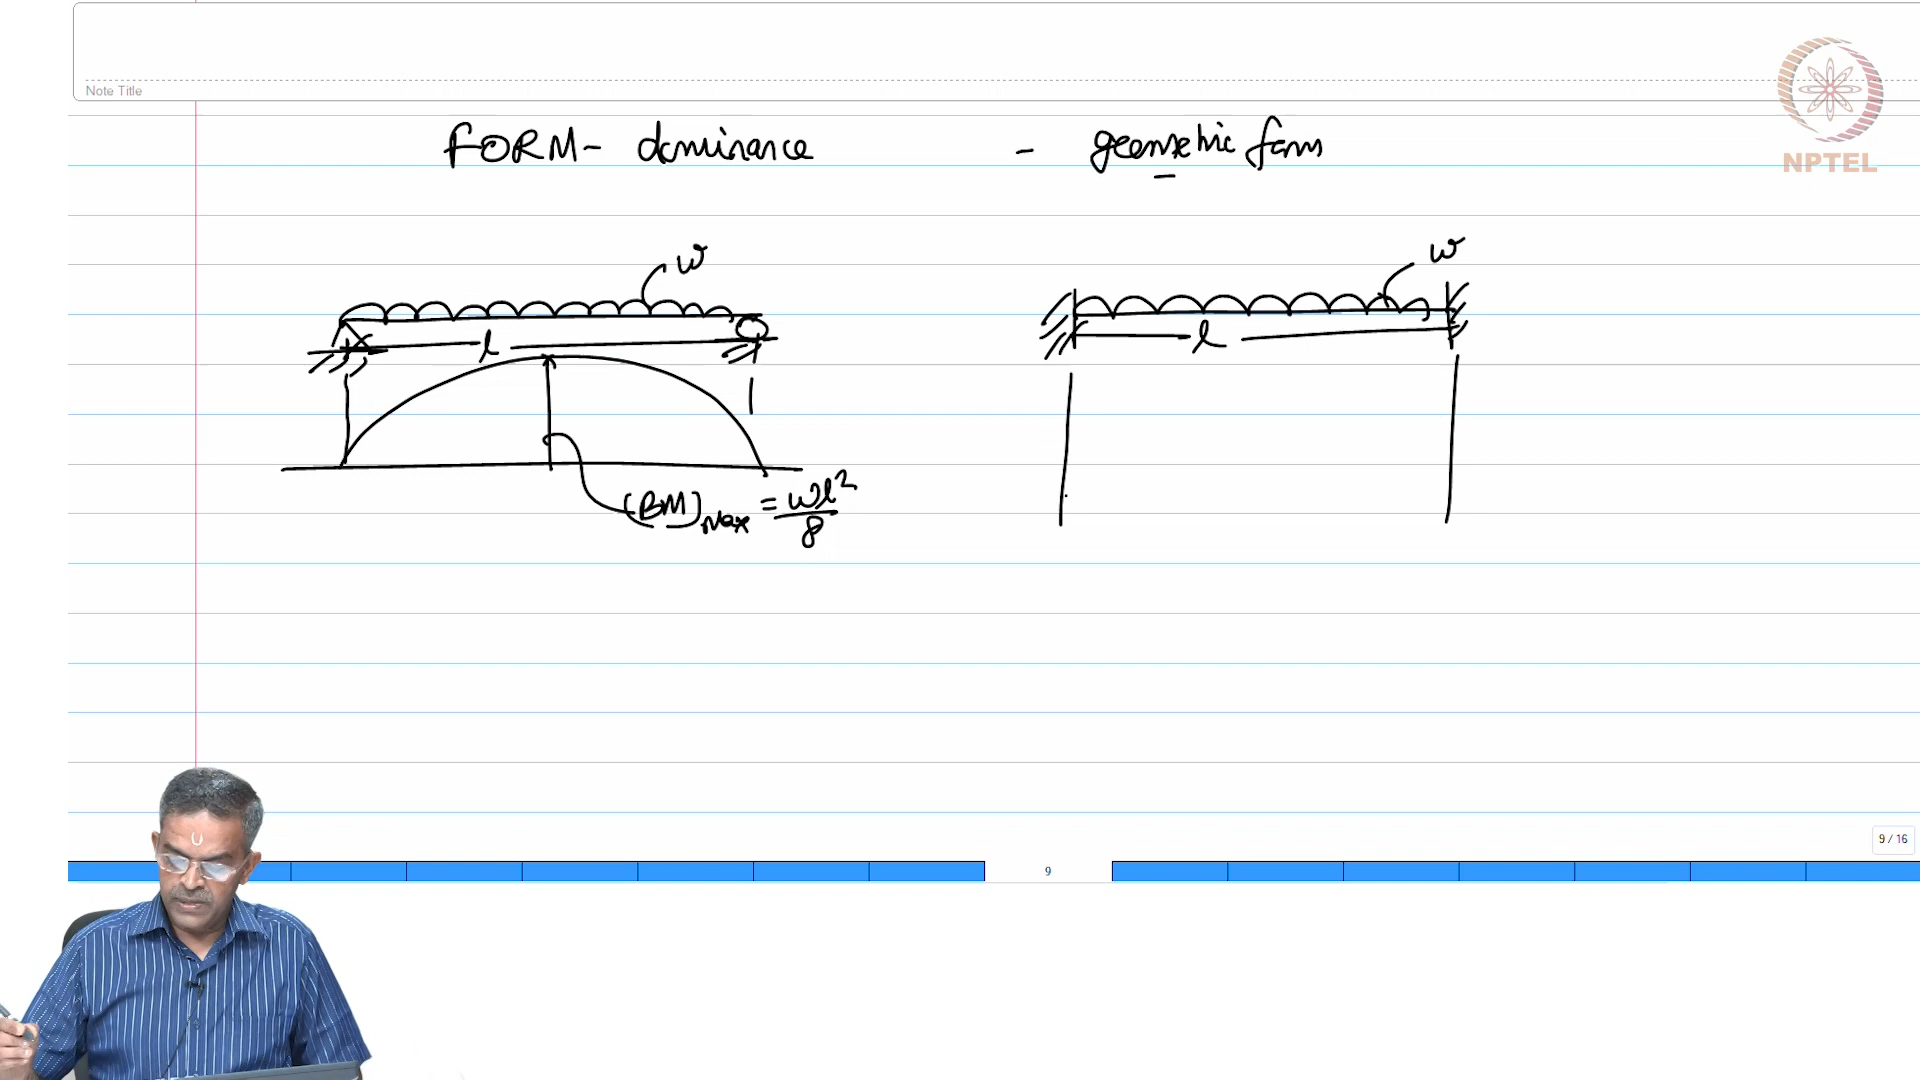 Note Title
FORM- dominance - geometric form
NPTEL
w
w
l
l
(BM)max = wl²/8
9 / 16
9